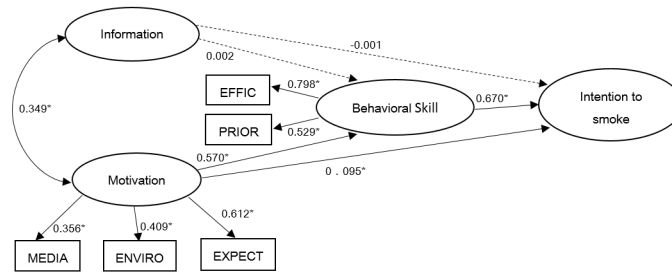 Information
-0.001
0.002
0.349*
EFFIC
0.798*
Behavioral Skill
0.670*
Intention to
smoke
PRIOR
0.529*
0.570*
Motivation
0．095*
0.356*
0.409*
0.612*
MEDIA
ENVIRO
EXPECT